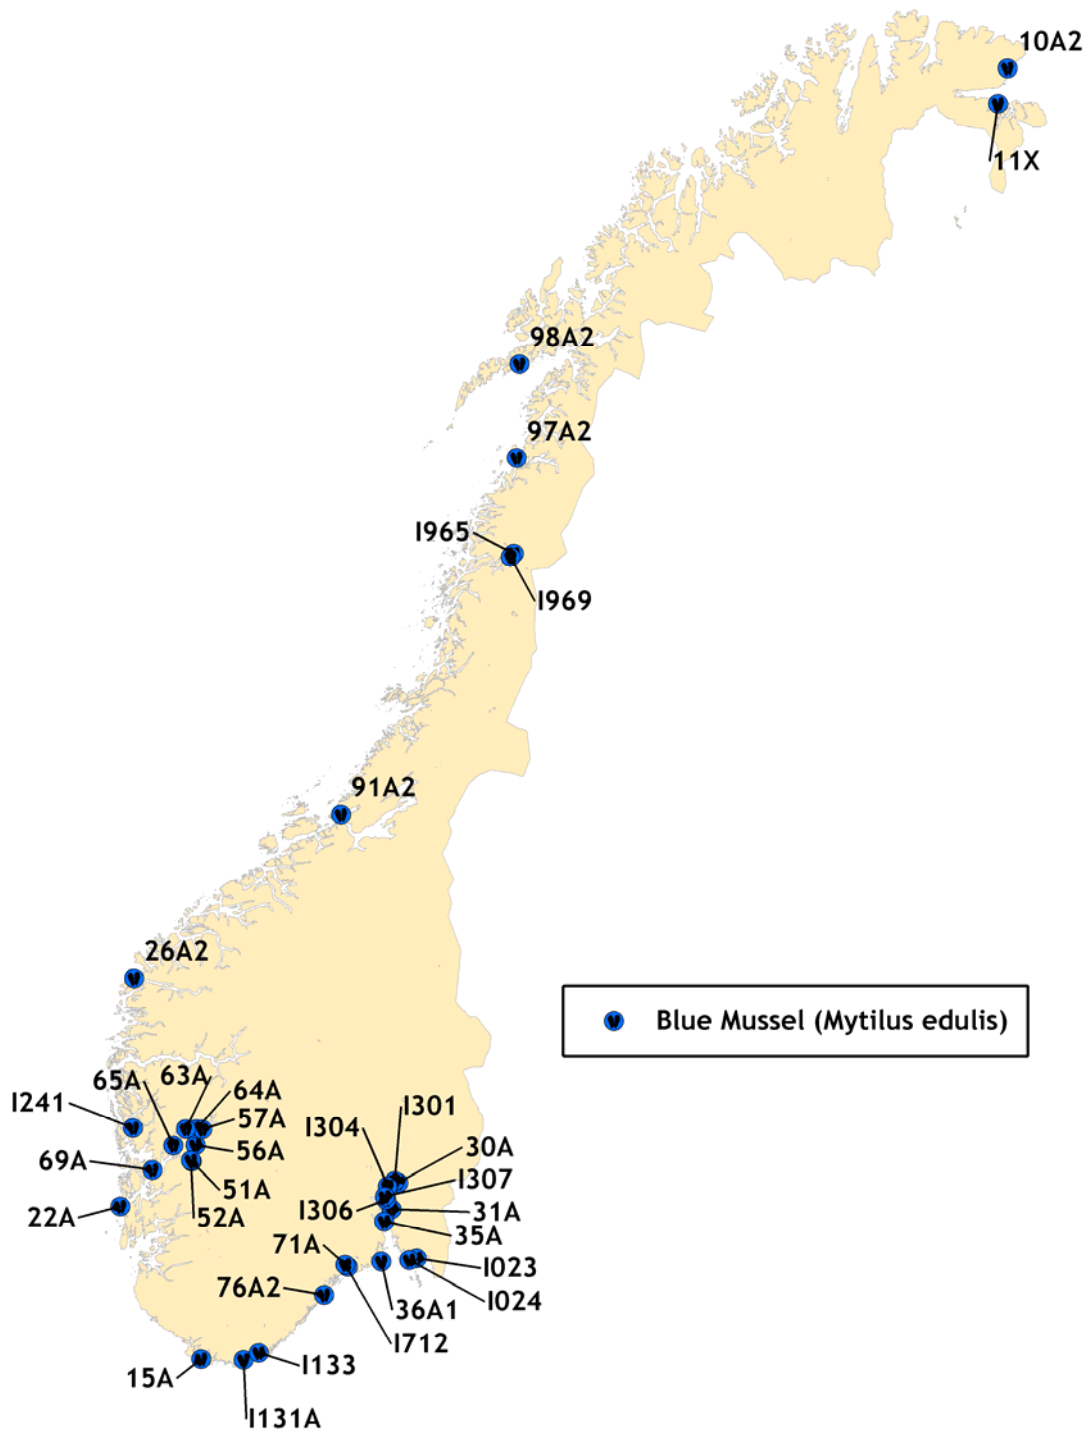 10A2
11X
98A2
97A2
I965
I969
91A2
26A2
Blue Mussel (Mytilus edulis)
65A
63A
64A
I241
57A
I301
I304
56A
30A
69A
I307
51A
I306
31A
22A
52A
35A
71A
I023
76A2
I024
36A1
I712
I133
15A
I131A